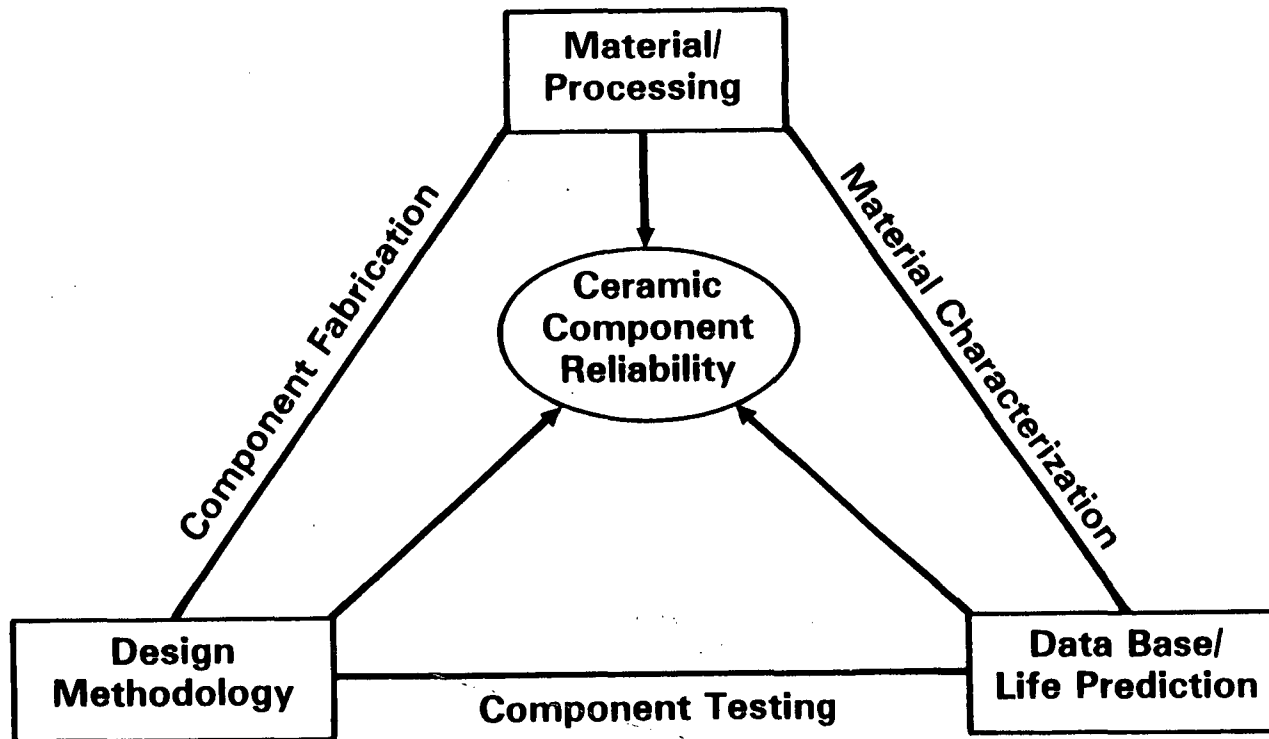 Material/
Processing
Component Fabrication
Material Characterization
Ceramic
Component
Reliability
Design
Methodology
Data Base/
Life Prediction
Component Testing